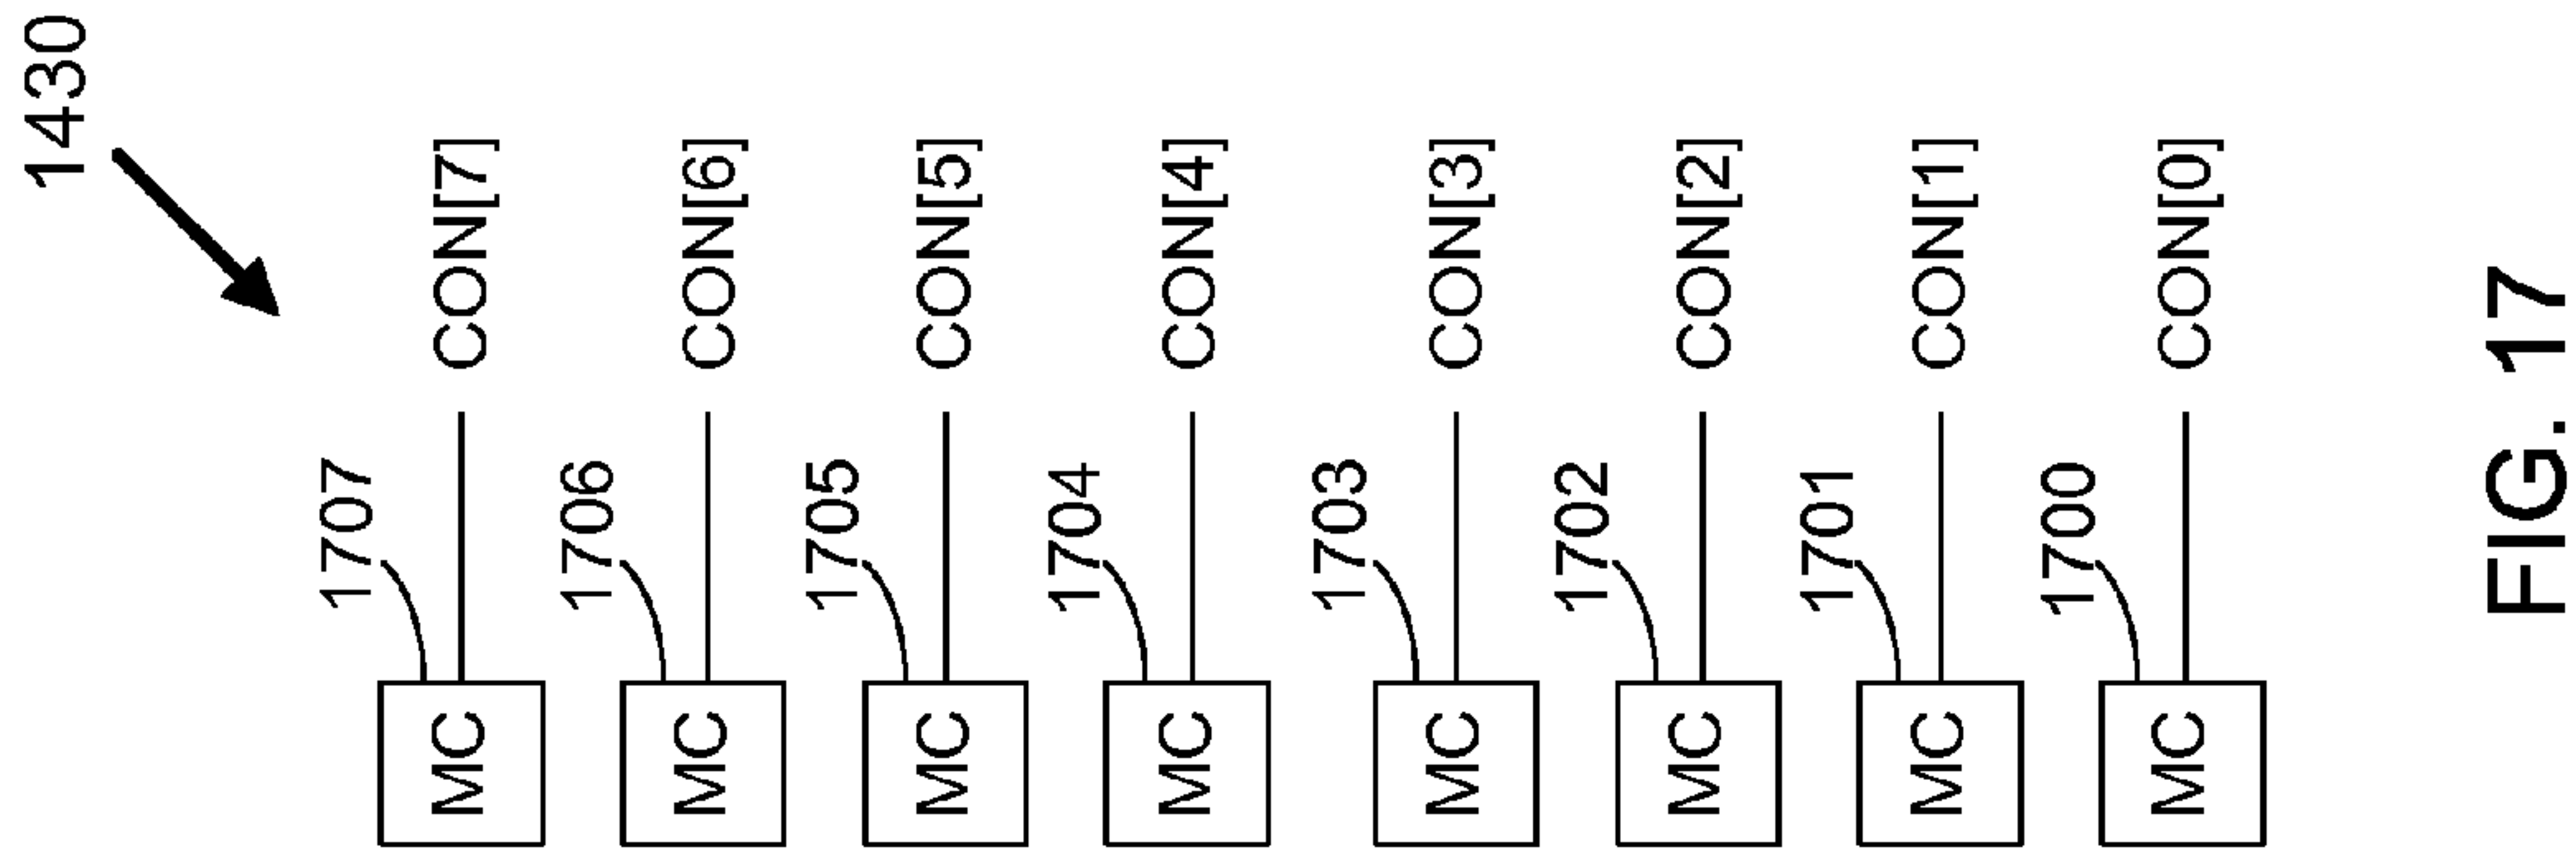 1430
1707
MC
CON[7]
1706
MC
CON[6]
1705
MC
CON[5]
1704
MC
CON[4]
1703
MC
CON[3]
1702
MC
CON[2]
1701
MC
CON[1]
1700
MC
CON[0]
FIG. 17